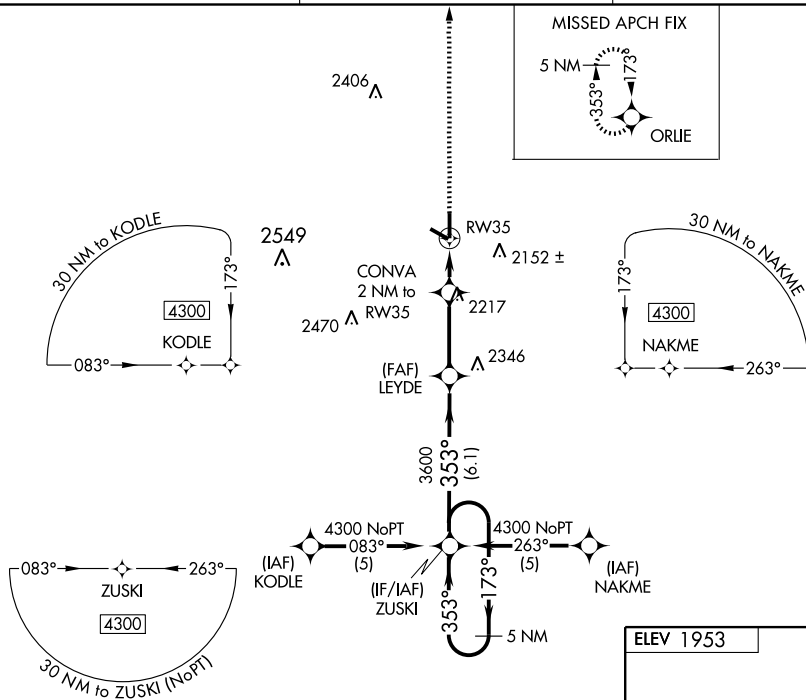 MISSED APCH FIX
5 NM
353°
173°
ORLIE
2406
30 NM to KODLE
173°
4300
KODLE
083°
2549
RW35
2152 ±
CONVA
2 NM to
RW35
2217
2470
(FAF)
LEYDE
2346
30 NM to NAKME
173°
4300
NAKME
263°
3600
353°
(6.1)
4300 NoPT
083°
(5)
(IAF)
KODLE
4300 NoPT
263°
(5)
(IAF)
NAKME
(IF/IAF)
ZUSKI
353°
173°
5 NM
083°
263°
ZUSKI
4300
30 NM to ZUSKI (NoPT)
ELEV 1953